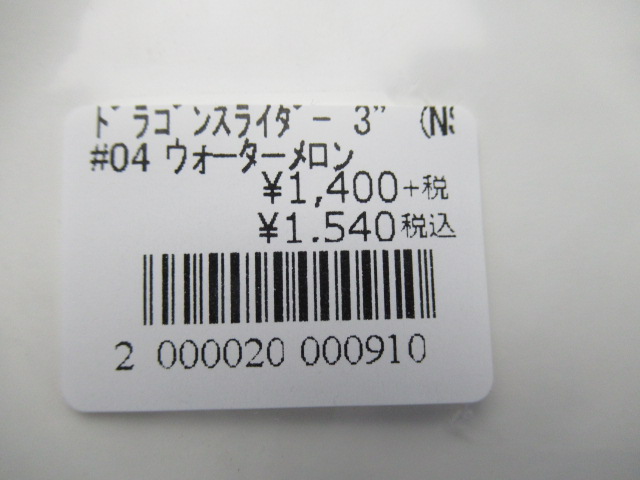 ﾄﾞﾗｺﾞﾝｽﾗｲﾀﾞｰ 3" (NS
#04 ウォーターメロン
¥1,400+税
¥1.540税込
2 000020 000910